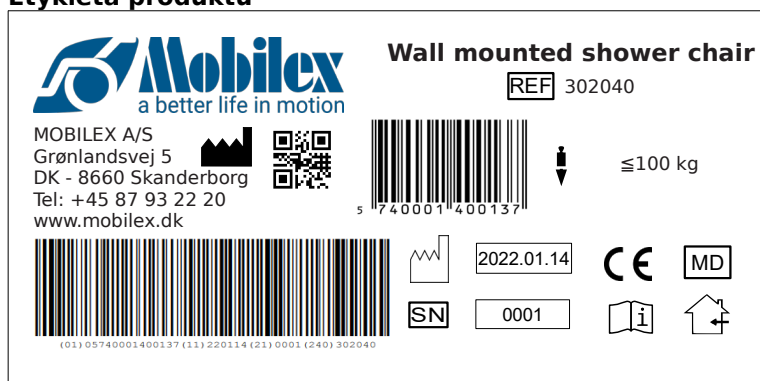 Etykieta produktu
Mobilex
a better life in motion
Wall mounted shower chair
REF 302040
MOBILEX A/S
Grønlandsvej 5
DK - 8660 Skanderborg
Tel: +45 87 93 22 20
www.mobilex.dk
≦100 kg
5 740001 400137
2022.01.14
CE
MD
SN
0001
i
(01)05740001400137(11)220114(21)0001(240)302040